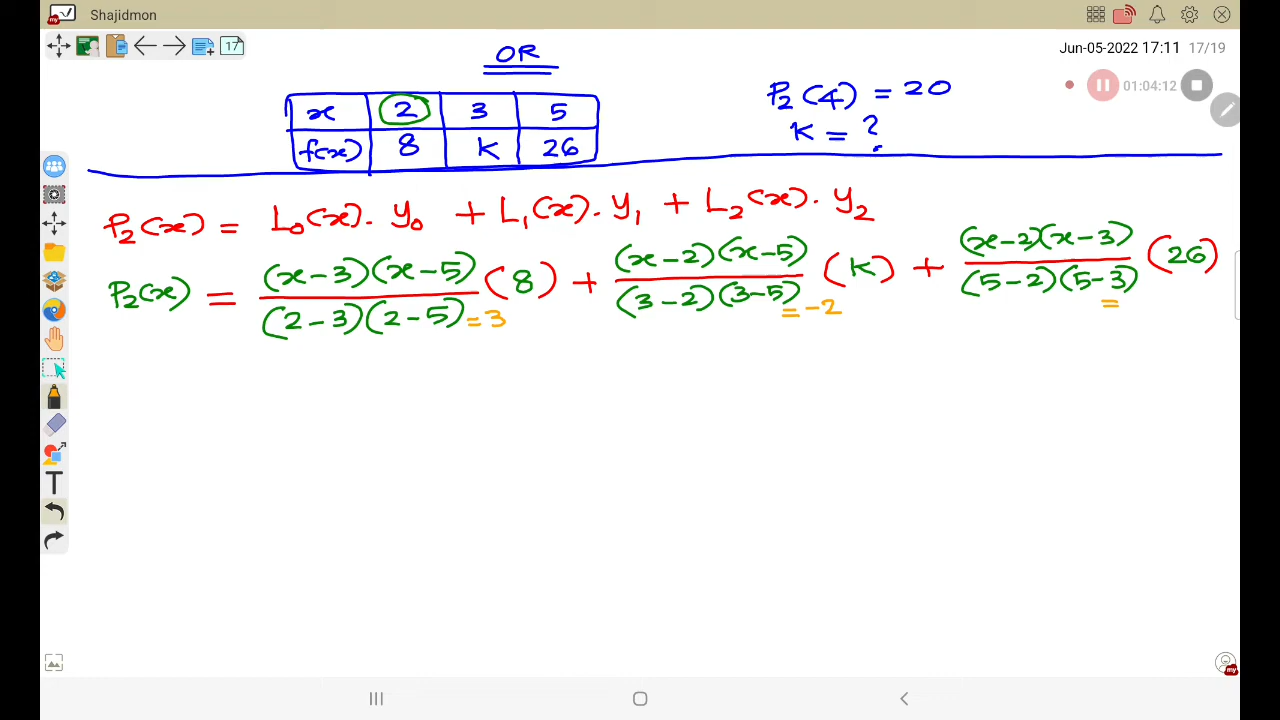 Shajidmon
Jun-05-2022 17:11 17/19
17
01:04:12
OR
x 2 3 5
f(x) 8 K 26
P₂(4) = 20
K = ?
P₂(x) = L₀(x). y₀ + L₁(x). y₁ + L₂(x). y₂
P₂(x) = (x-3)(x-5)/(2-3)(2-5) (8) + (x-2)(x-5)/(3-2)(3-5) (K) + (x-2)(x-3)/(5-2)(5-3) (26)
= 3
= -2
=
T